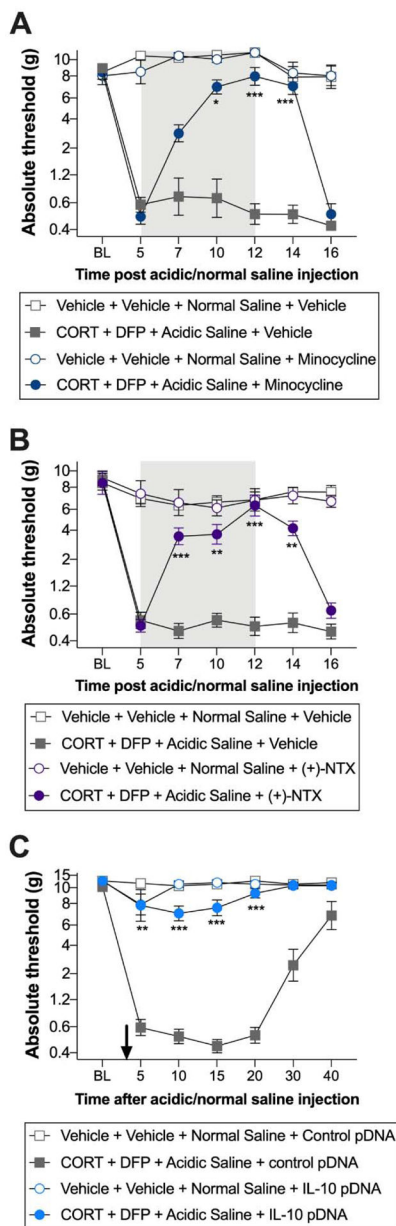 A
Absolute threshold (g)
10
8
6
4
2
1.2
0.6
0.4
*
***
***
BL 5 7 10 12 14 16
Time post acidic/normal saline injection
Vehicle + Vehicle + Normal Saline + Vehicle
CORT + DFP + Acidic Saline + Vehicle
Vehicle + Vehicle + Normal Saline + Minocycline
CORT + DFP + Acidic Saline + Minocycline
B
Absolute threshold (g)
10
8
6
4
2
1.2
0.6
0.4
***
**
***
**
BL 5 7 10 12 14 16
Time post acidic/normal saline injection
Vehicle + Vehicle + Normal Saline + Vehicle
CORT + DFP + Acidic Saline + Vehicle
Vehicle + Vehicle + Normal Saline + (+)-NTX
CORT + DFP + Acidic Saline + (+)-NTX
C
Absolute threshold (g)
15
10
8
6
4
2
1.2
0.6
0.4
**
***
***
***
BL 5 10 15 20 30 40
Time after acidic/normal saline injection
Vehicle + Vehicle + Normal Saline + Control pDNA
CORT + DFP + Acidic Saline + control pDNA
Vehicle + Vehicle + Normal Saline + IL-10 pDNA
CORT + DFP + Acidic Saline + IL-10 pDNA